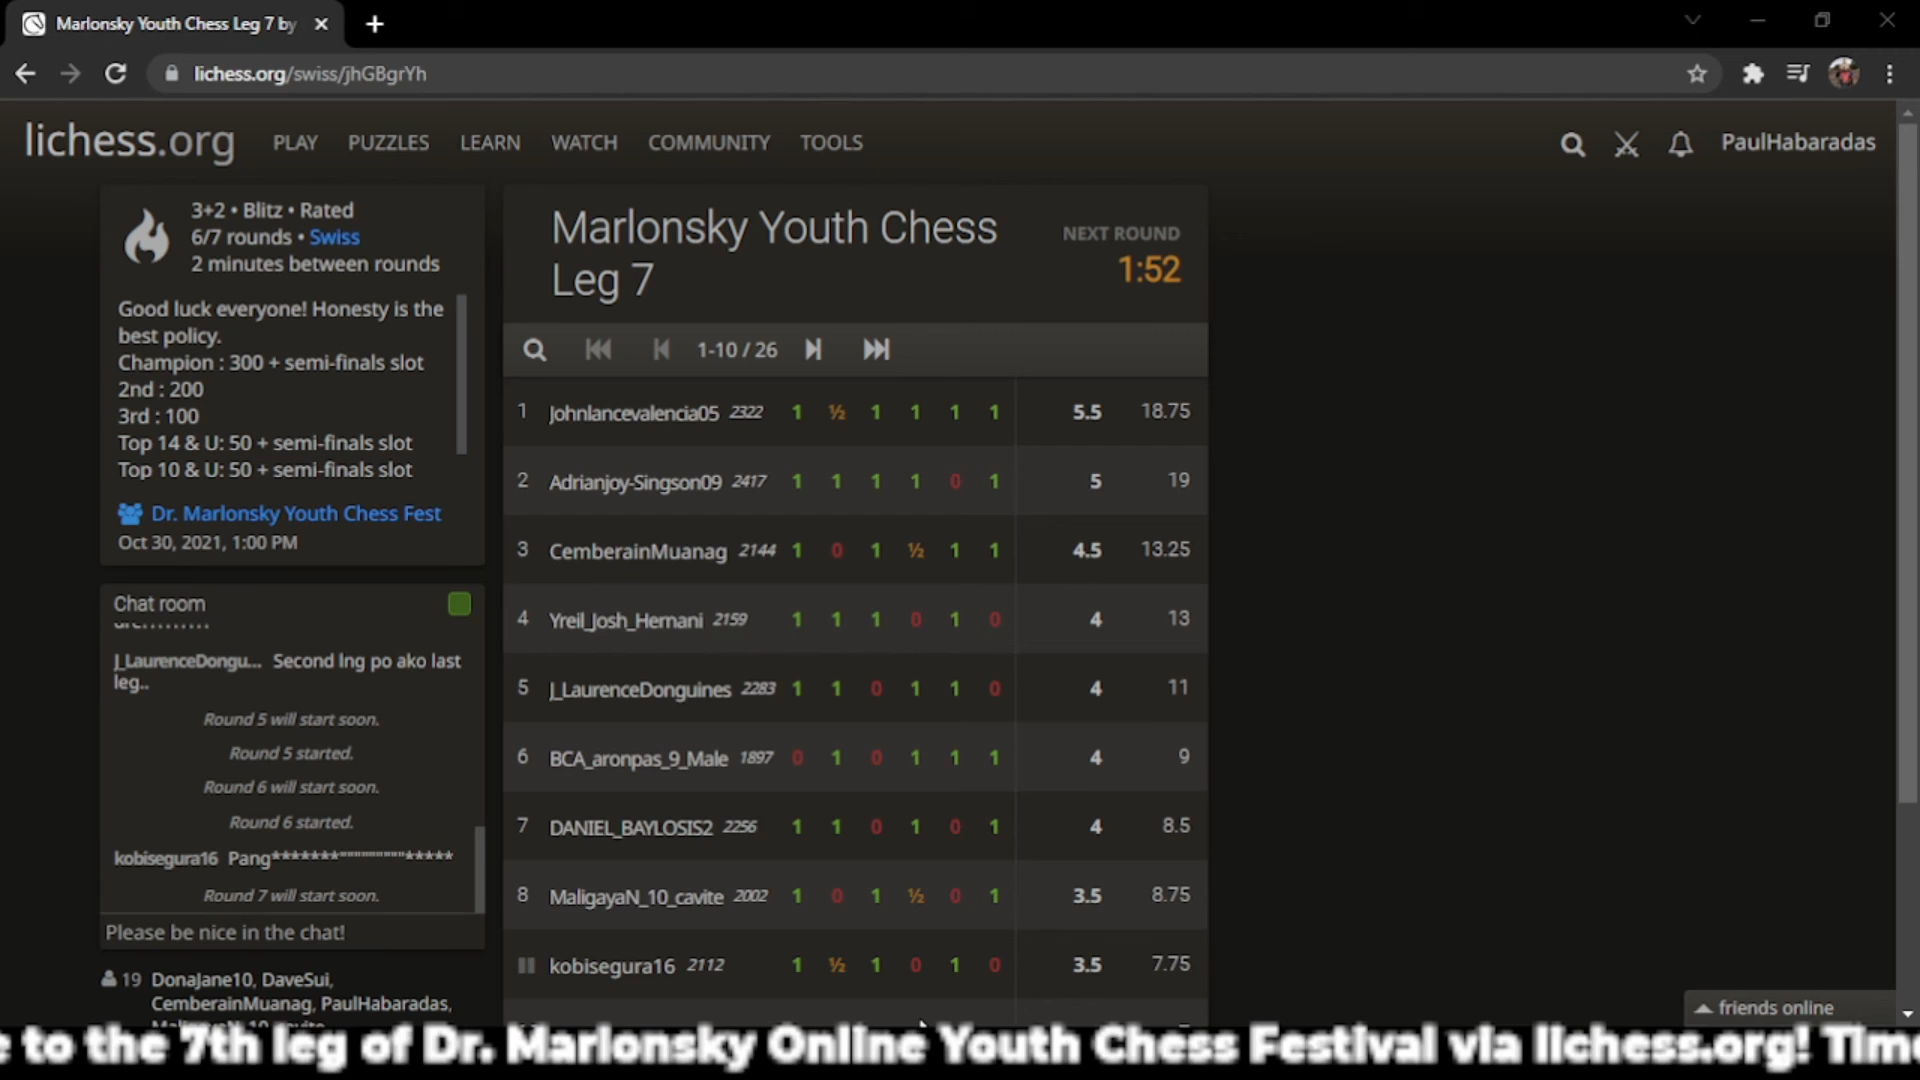 Marlonsky Youth Chess Leg 7 by
lichess.org/swiss/jhGBgrYh
lichess.org PLAY PUZZLES LEARN WATCH COMMUNITY TOOLS PaulHabaradas
3+2 • Blitz • Rated
6/7 rounds • Swiss
2 minutes between rounds
Good luck everyone! Honesty is the
best policy.
Champion : 300 + semi-finals slot
2nd : 200
3rd : 100
Top 14 & U: 50 + semi-finals slot
Top 10 & U: 50 + semi-finals slot
Dr. Marlonsky Youth Chess Fest
Oct 30, 2021, 1:00 PM
Chat room
J_LaurenceDongu... Second lng po ako last
leg..
Round 5 will start soon.
Round 5 started.
Round 6 will start soon.
Round 6 started.
kobisegura16 Pang*******""""""""*****
Round 7 will start soon.
Please be nice in the chat!
19 DonaJane10, DaveSui,
CemberainMuanag, PaulHabaradas,
Marlonsky Youth Chess
Leg 7
NEXT ROUND
1:52
1-10 / 26
1 Johnlancevalencia05 2322 1 ½ 1 1 1 1 5.5 18.75
2 Adrianjoy-Singson09 2417 1 1 1 1 0 1 5 19
3 CemberainMuanag 2144 1 0 1 ½ 1 1 4.5 13.25
4 Yreil_Josh_Hernani 2159 1 1 1 0 1 0 4 13
5 J_LaurenceDonguines 2283 1 1 0 1 1 0 4 11
6 BCA_aronpas_9_Male 1897 0 1 0 1 1 1 4 9
7 DANIEL_BAYLOSIS2 2256 1 1 0 1 0 1 4 8.5
8 MaligayaN_10_cavite 2002 1 0 1 ½ 0 1 3.5 8.75
kobisegura16 2112 1 ½ 1 0 1 0 3.5 7.75
friends online
e to the 7th leg of Dr. Marlonsky Online Youth Chess Festival via lichess.org! Time